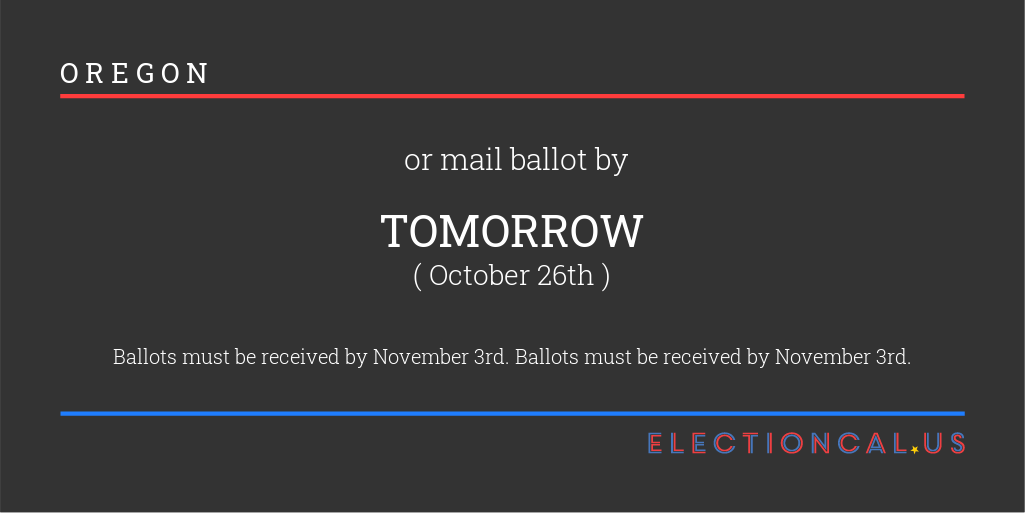 OREGON
or mail ballot by
TOMORROW
( October 26th )
Ballots must be received by November 3rd. Ballots must be received by November 3rd.
ELECTIONCAL.US